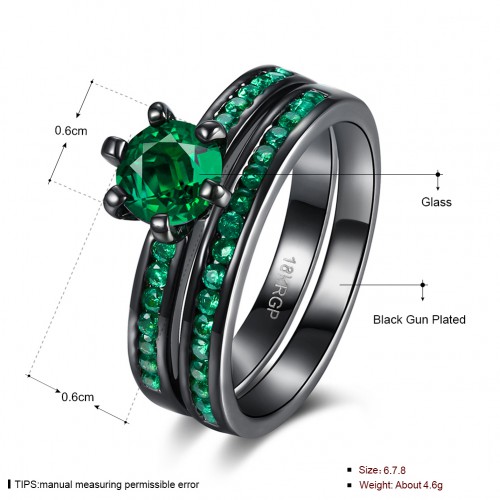 0.6cm
Glass
18KRGP
Black Gun Plated
0.6cm
TIPS:manual measuring permissible error
Size: 6.7.8
Weight: About 4.6g